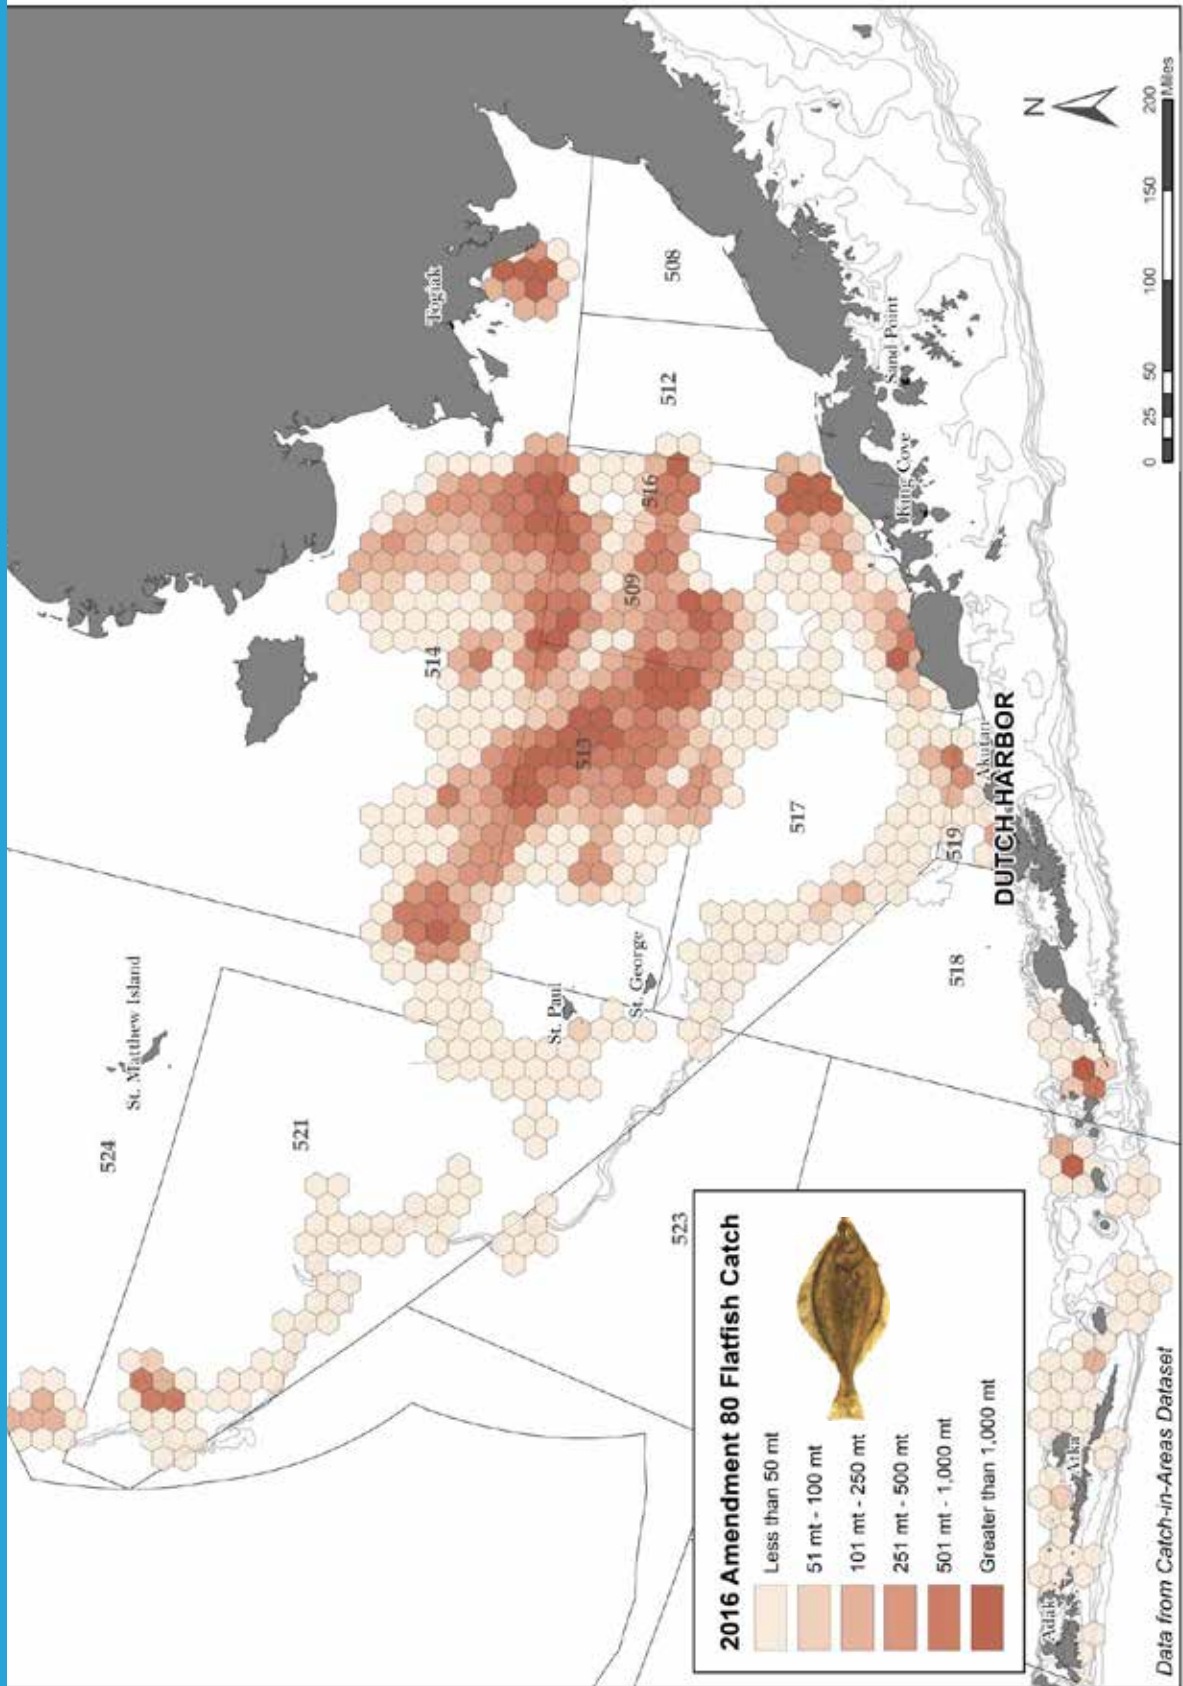 2016 Amendment 80 Flatfish Catch
Less than 50 mt
51 mt - 100 mt
101 mt - 250 mt
251 mt - 500 mt
501 mt - 1,000 mt
Greater than 1,000 mt
524
St. Matthew Island
521
514
Togiak
523
St. Paul
St. George
513
509
516
512
508
517
518
519
Akutan
DUTCH HARBOR
King Cove
Sand Point
Adak
Atka
N
0 25 50 100 150 200
Miles
Data from Catch-in-Areas Dataset